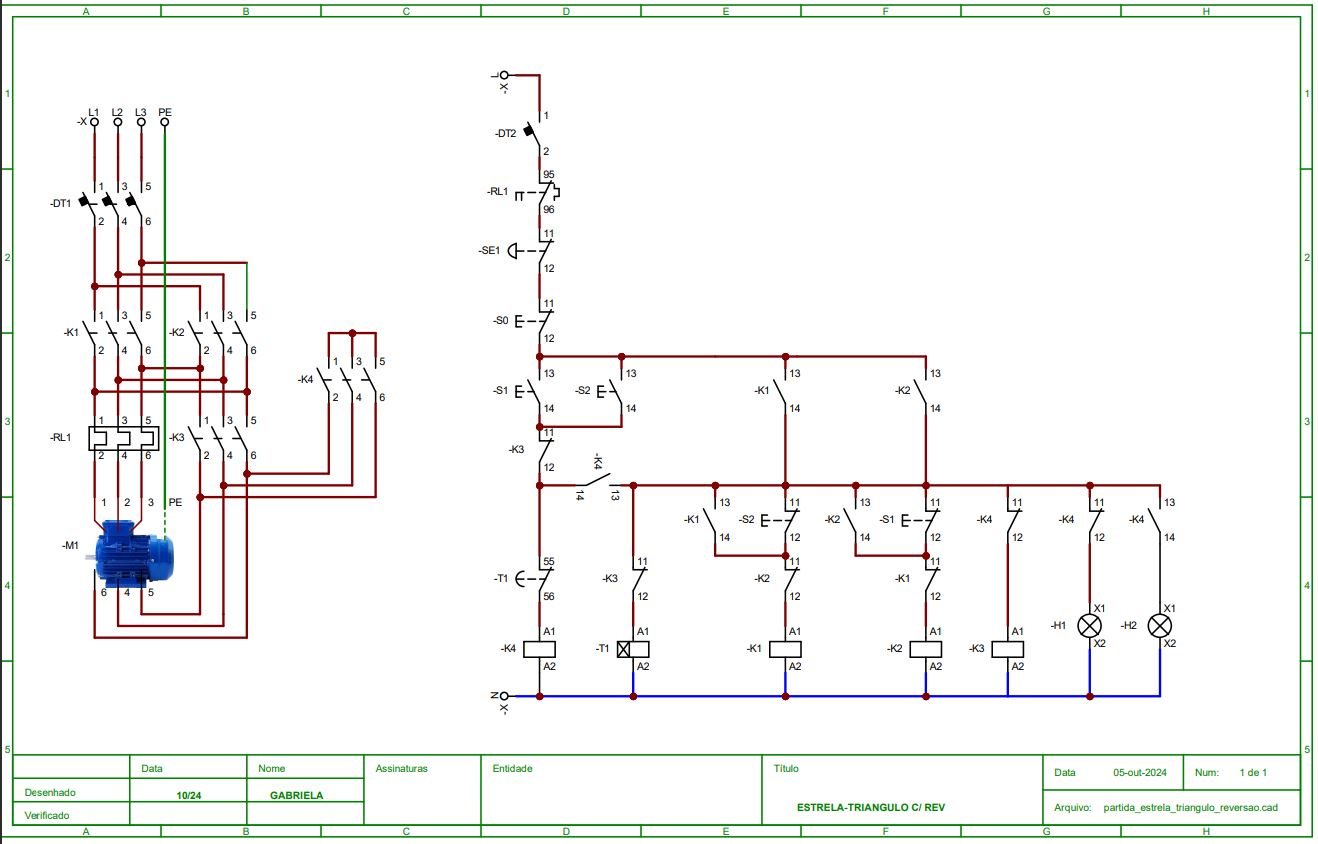 A B C D E F G H
1 1
2 2
3 3
4 4
5 5
L1 L2 L3 PE
-X
1 3 5
-DT1
2 4 6
1 3 5 1 3 5
-K1 -K2
2 4 6 2 4 6
1 3 5
-K4
2 4 6
1 3 5 1 3 5
-RL1 -K3
2 4 6 2 4 6
1 2 3 PE
-M1
6 4 5
L
-X
1
-DT2
2
95
-RL1
96
11
-SE1
12
11
-S0
12
13 13 13 13
-S1 -S2 -K1 -K2
14 14 14 14
11
-K3
12
-K4
14 13
13 11 13 11 11 11 13
-K1 -S2 -K2 -S1 -K4 -K4 -K4
14 12 14 12 12 12 14
55 11 11 11
-T1 -K3 -K2 -K1
56 12 12 12
X1 X1
-H1 -H2
X2 X2
A1 A1 A1 A1 A1
-K4 -T1 -K1 -K2 -K3
A2 A2 A2 A2 A2
N
-X
Data Nome Assinaturas Entidade Título
Data 05-out-2024 Num: 1 de 1
Desenhado 10/24 GABRIELA
ESTRELA-TRIANGULO C/ REV
Arquivo: partida_estrela_triangulo_reversao.cad
Verificado
A B C D E F G H